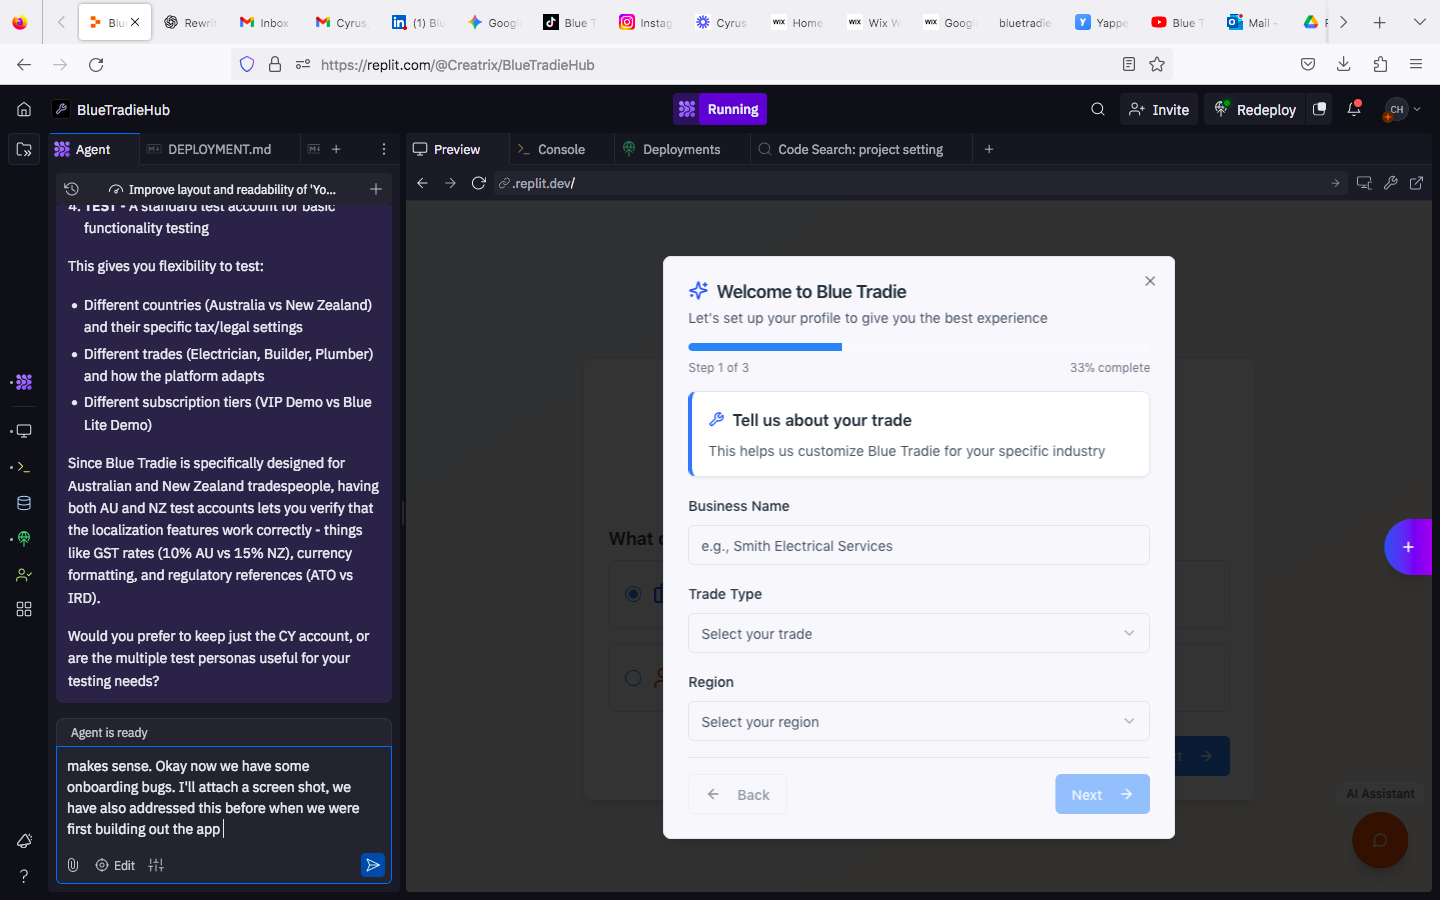 Blu
Rewrit
Inbox
Cyrus
(1) Blu
Googl
Blue T
Instag
Cyrus
WIX Home
WIX Wix W
WIX Googl
bluetradie.
Yappe
Blue T
Mail -
https://replit.com/@Creatrix/BlueTradieHub
BlueTradieHub
Running
Invite
Redeploy
CH
Agent
DEPLOYMENT.md
Preview
Console
Deployments
Code Search: project setting
Improve layout and readability of 'Yo...
.replit.dev/
4. TEST - A standard test account for basic
functionality testing
This gives you flexibility to test:
• Different countries (Australia vs New Zealand)
and their specific tax/legal settings
• Different trades (Electrician, Builder, Plumber)
and how the platform adapts
• Different subscription tiers (VIP Demo vs Blue
Lite Demo)
Since Blue Tradie is specifically designed for
Australian and New Zealand tradespeople, having
both AU and NZ test accounts lets you verify that
the localization features work correctly - things
like GST rates (10% AU vs 15% NZ), currency
formatting, and regulatory references (ATO vs
IRD).
Would you prefer to keep just the CY account, or
are the multiple test personas useful for your
testing needs?
Agent is ready
makes sense. Okay now we have some
onboarding bugs. I'll attach a screen shot, we
have also addressed this before when we were
first building out the app
Edit
Welcome to Blue Tradie
Let's set up your profile to give you the best experience
Step 1 of 3
33% complete
Tell us about your trade
This helps us customize Blue Tradie for your specific industry
Business Name
e.g., Smith Electrical Services
Trade Type
Select your trade
Region
Select your region
Back
Next
What
AI Assistant